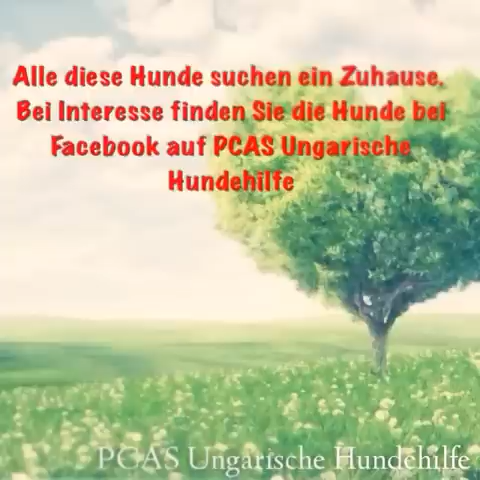 Alle diese Hunde suchen ein Zuhause.
Bei Interesse finden Sie die Hunde bei
Facebook auf PCAS Ungarische
Hundehilfe
PCAS Ungarische Hundehilfe